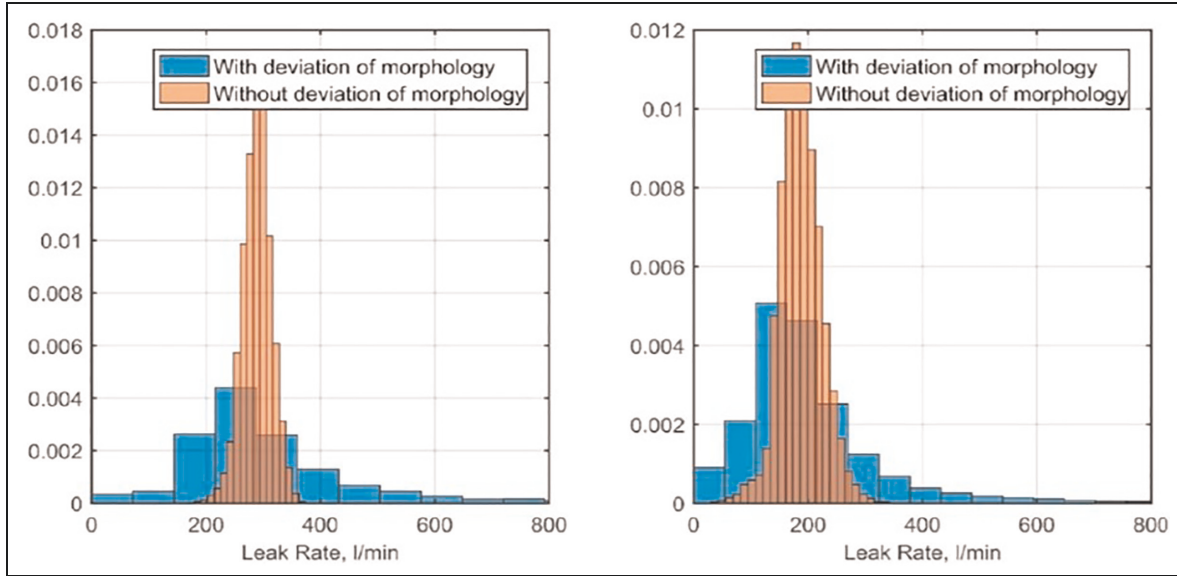 0.018
0.016
0.014
0.012
0.01
0.008
0.006
0.004
0.002
0
With deviation of morphology
Without deviation of morphology
0 200 400 600 800
Leak Rate, l/min
0.012
0.01
0.008
0.006
0.004
0.002
0
With deviation of morphology
Without deviation of morphology
0 200 400 600 800
Leak Rate, l/min